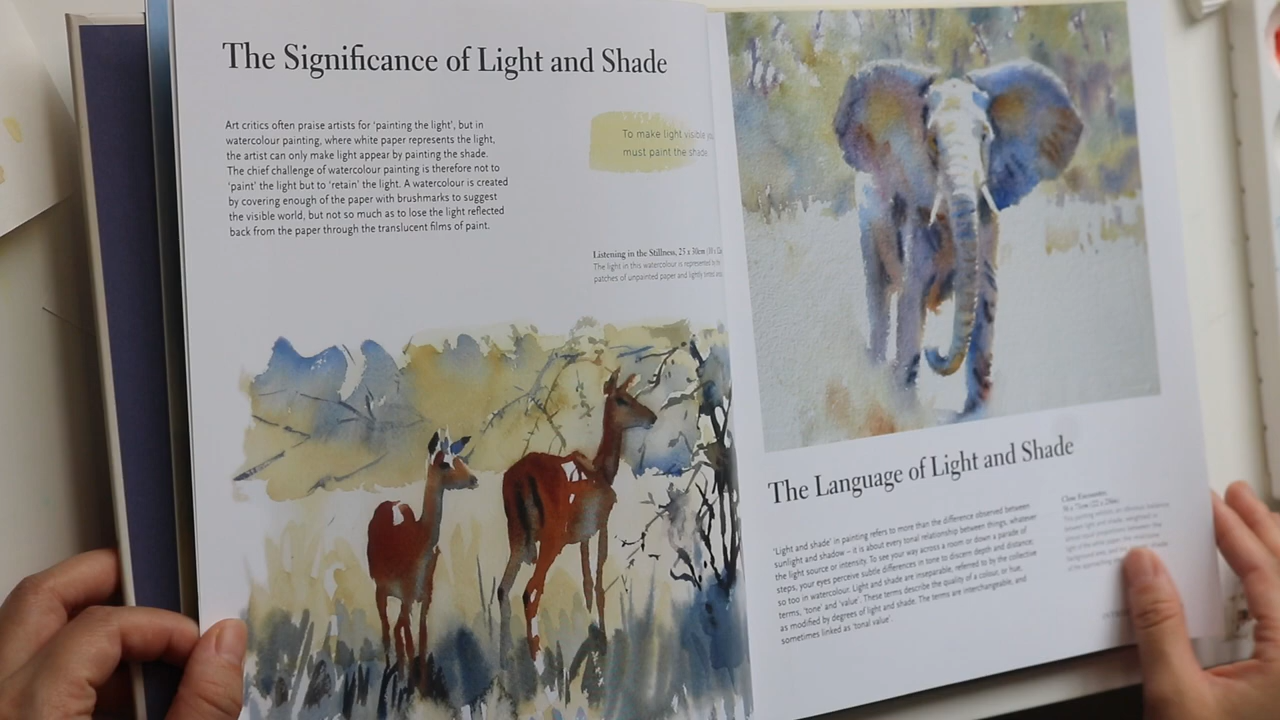 The Significance of Light and Shade
Art critics often praise artists for 'painting the light', but in
watercolour painting, where white paper represents the light,
the artist can only make light appear by painting the shade.
The chief challenge of watercolour painting is therefore not to
'paint' the light but to 'retain' the light. A watercolour is created
by covering enough of the paper with brushmarks to suggest
the visible world, but not so much as to lose the light reflected
back from the paper through the translucent films of paint.
To make light visible
must paint the shade.
Listening in the Stillness, 25 x 36cm
The light in this watercolour is represented
patches of unpainted paper and lightly
The Language of Light and Shade
'Light and shade' in painting refers to more than the difference observed between
sunlight and shadow – it is about every tonal relationship between things, whatever
the light source or intensity. To see your way across a room or down a parade of
steps, your eyes perceive subtle differences in tone to discern depth and distance;
so too in watercolour. Light and shade are inseparable, referred to by the collective
terms, 'tone' and 'value'. These terms describe the quality of a colour, or hue,
as modified by degrees of light and shade. The terms are interchangeable, and
sometimes linked as 'tonal value'.